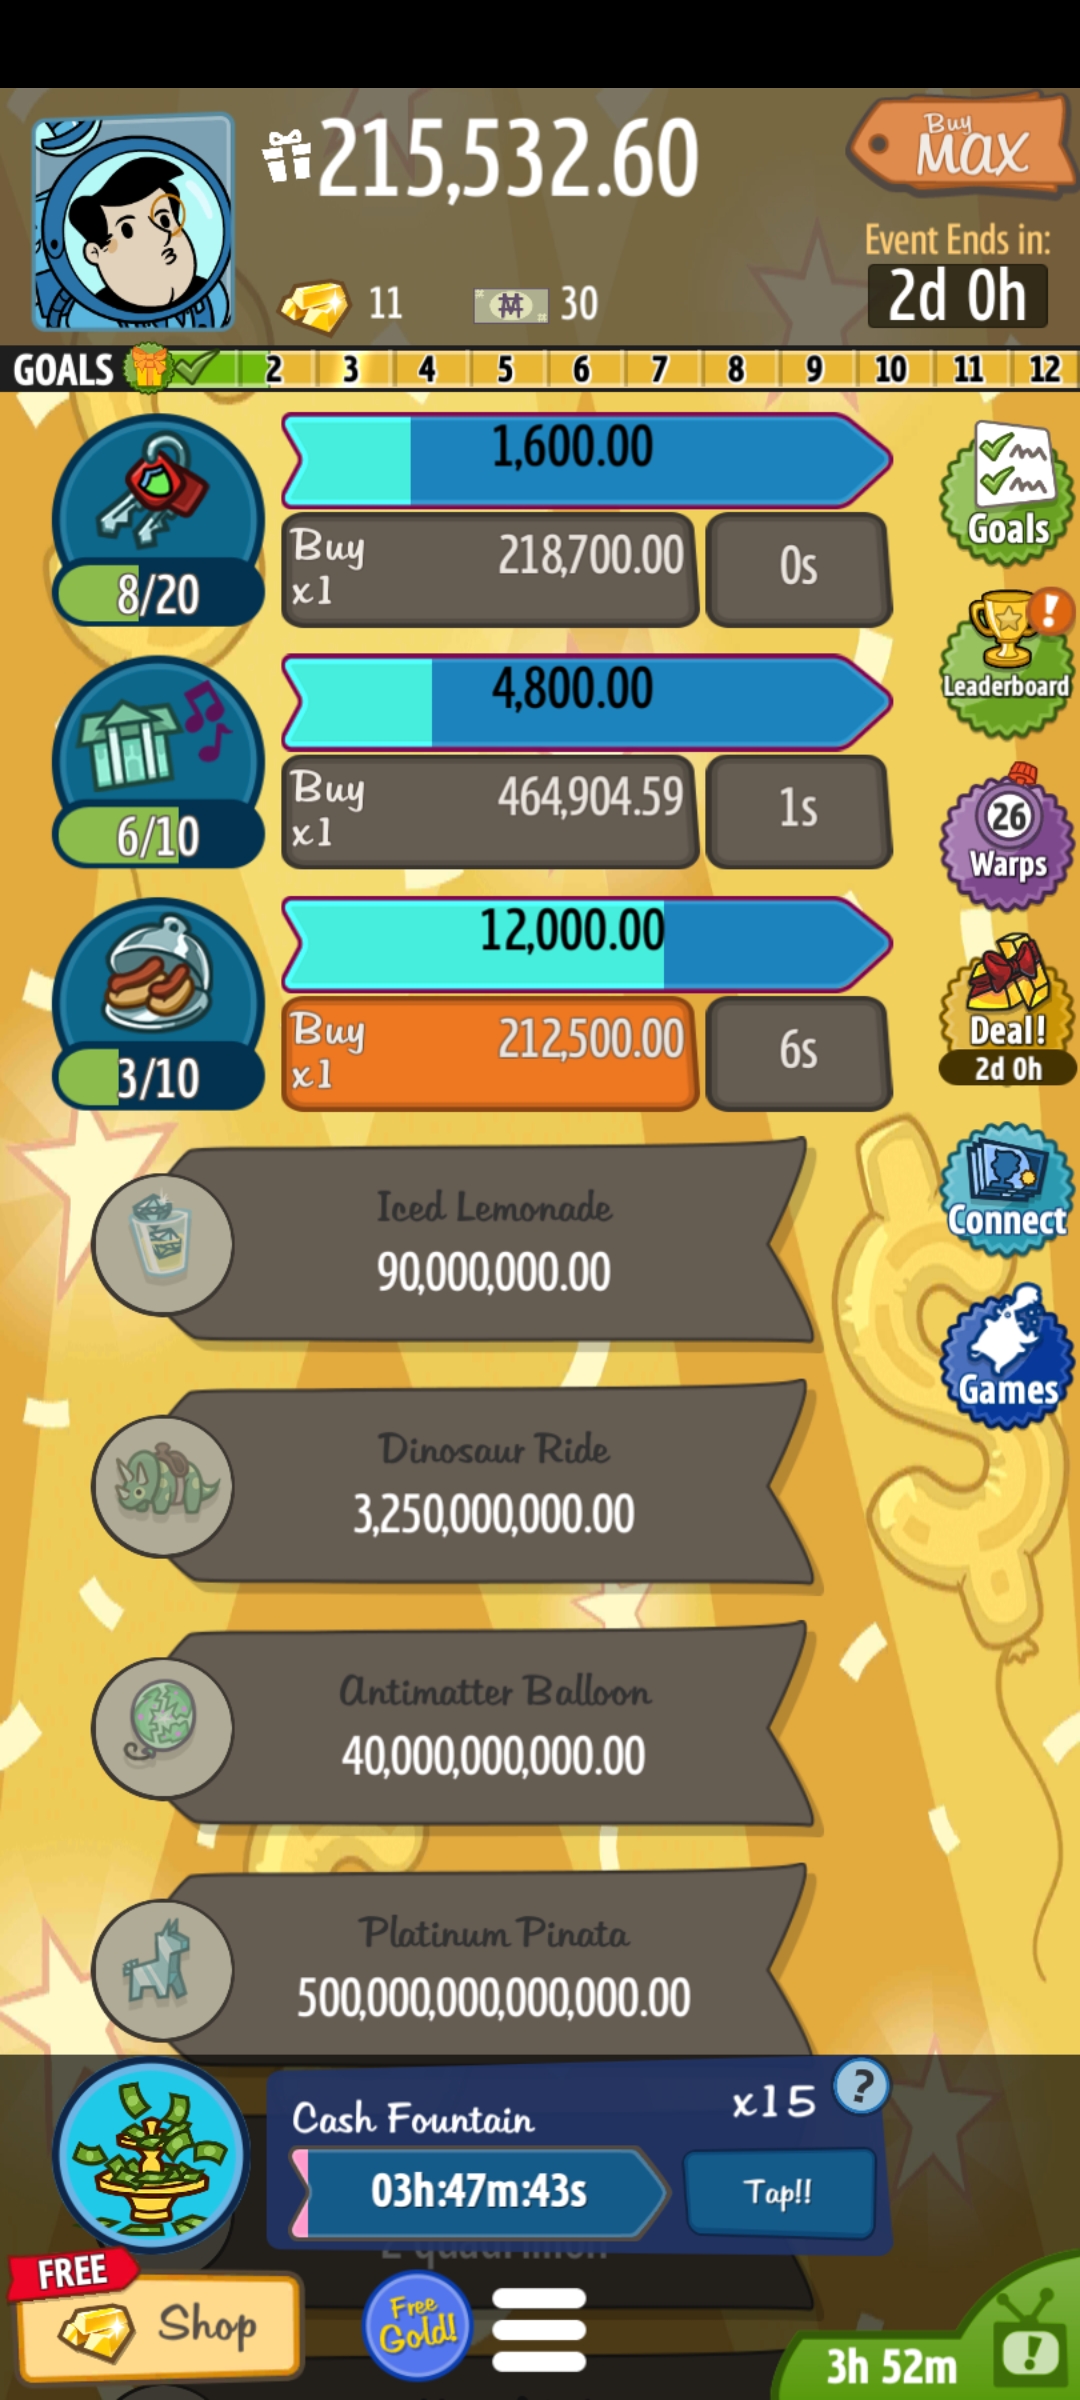 215,532.60
Buy
MAX
Event Ends in:
2d 0h
11
30
GOALS 2 3 4 5 6 7 8 9 10 11 12
1,600.00
Buy
x1
218,700.00
0s
8/20
Goals
Leaderboard
4,800.00
Buy
x1
464,904.59
1s
6/10
26
Warps
12,000.00
Buy
x1
212,500.00
6s
3/10
Deal!
2d 0h
Iced Lemonade
90,000,000.00
Connect
Games
Dinosaur Ride
3,250,000,000.00
Antimatter Balloon
40,000,000,000.00
Platinum Pinata
500,000,000,000,000.00
Cash Fountain
x15
?
03h:47m:43s
Tap!!
FREE
Shop
Free
Gold!
3h 52m